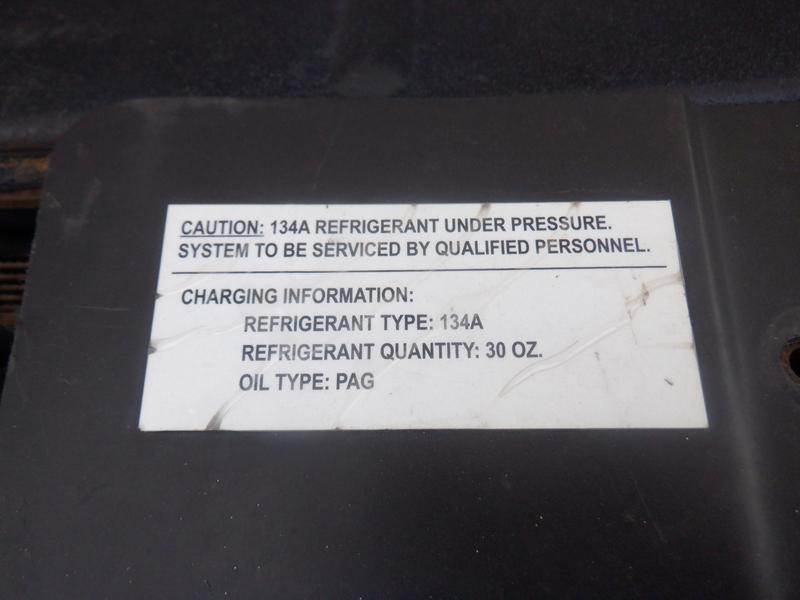 CAUTION: 134A REFRIGERANT UNDER PRESSURE.
SYSTEM TO BE SERVICED BY QUALIFIED PERSONNEL.
CHARGING INFORMATION:
REFRIGERANT TYPE: 134A
REFRIGERANT QUANTITY: 30 OZ.
OIL TYPE: PAG